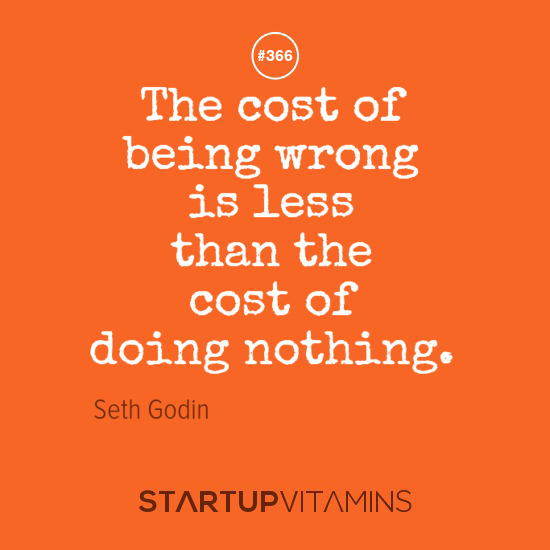 #366
The cost of
being wrong
is less
than the
cost of
doing nothing.
Seth Godin
STARTUPVITAMINS